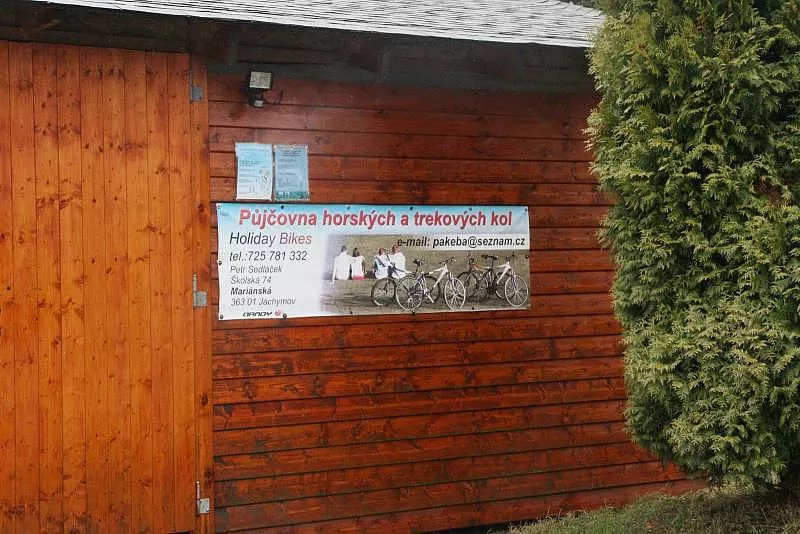 Půjčovna horských a trekových kol
Holiday Bikes
e-mail: pakeba@seznam.cz
tel.:725 781 332
Petr Sedláček
Školská 74
Mariánská
363 01 Jáchymov